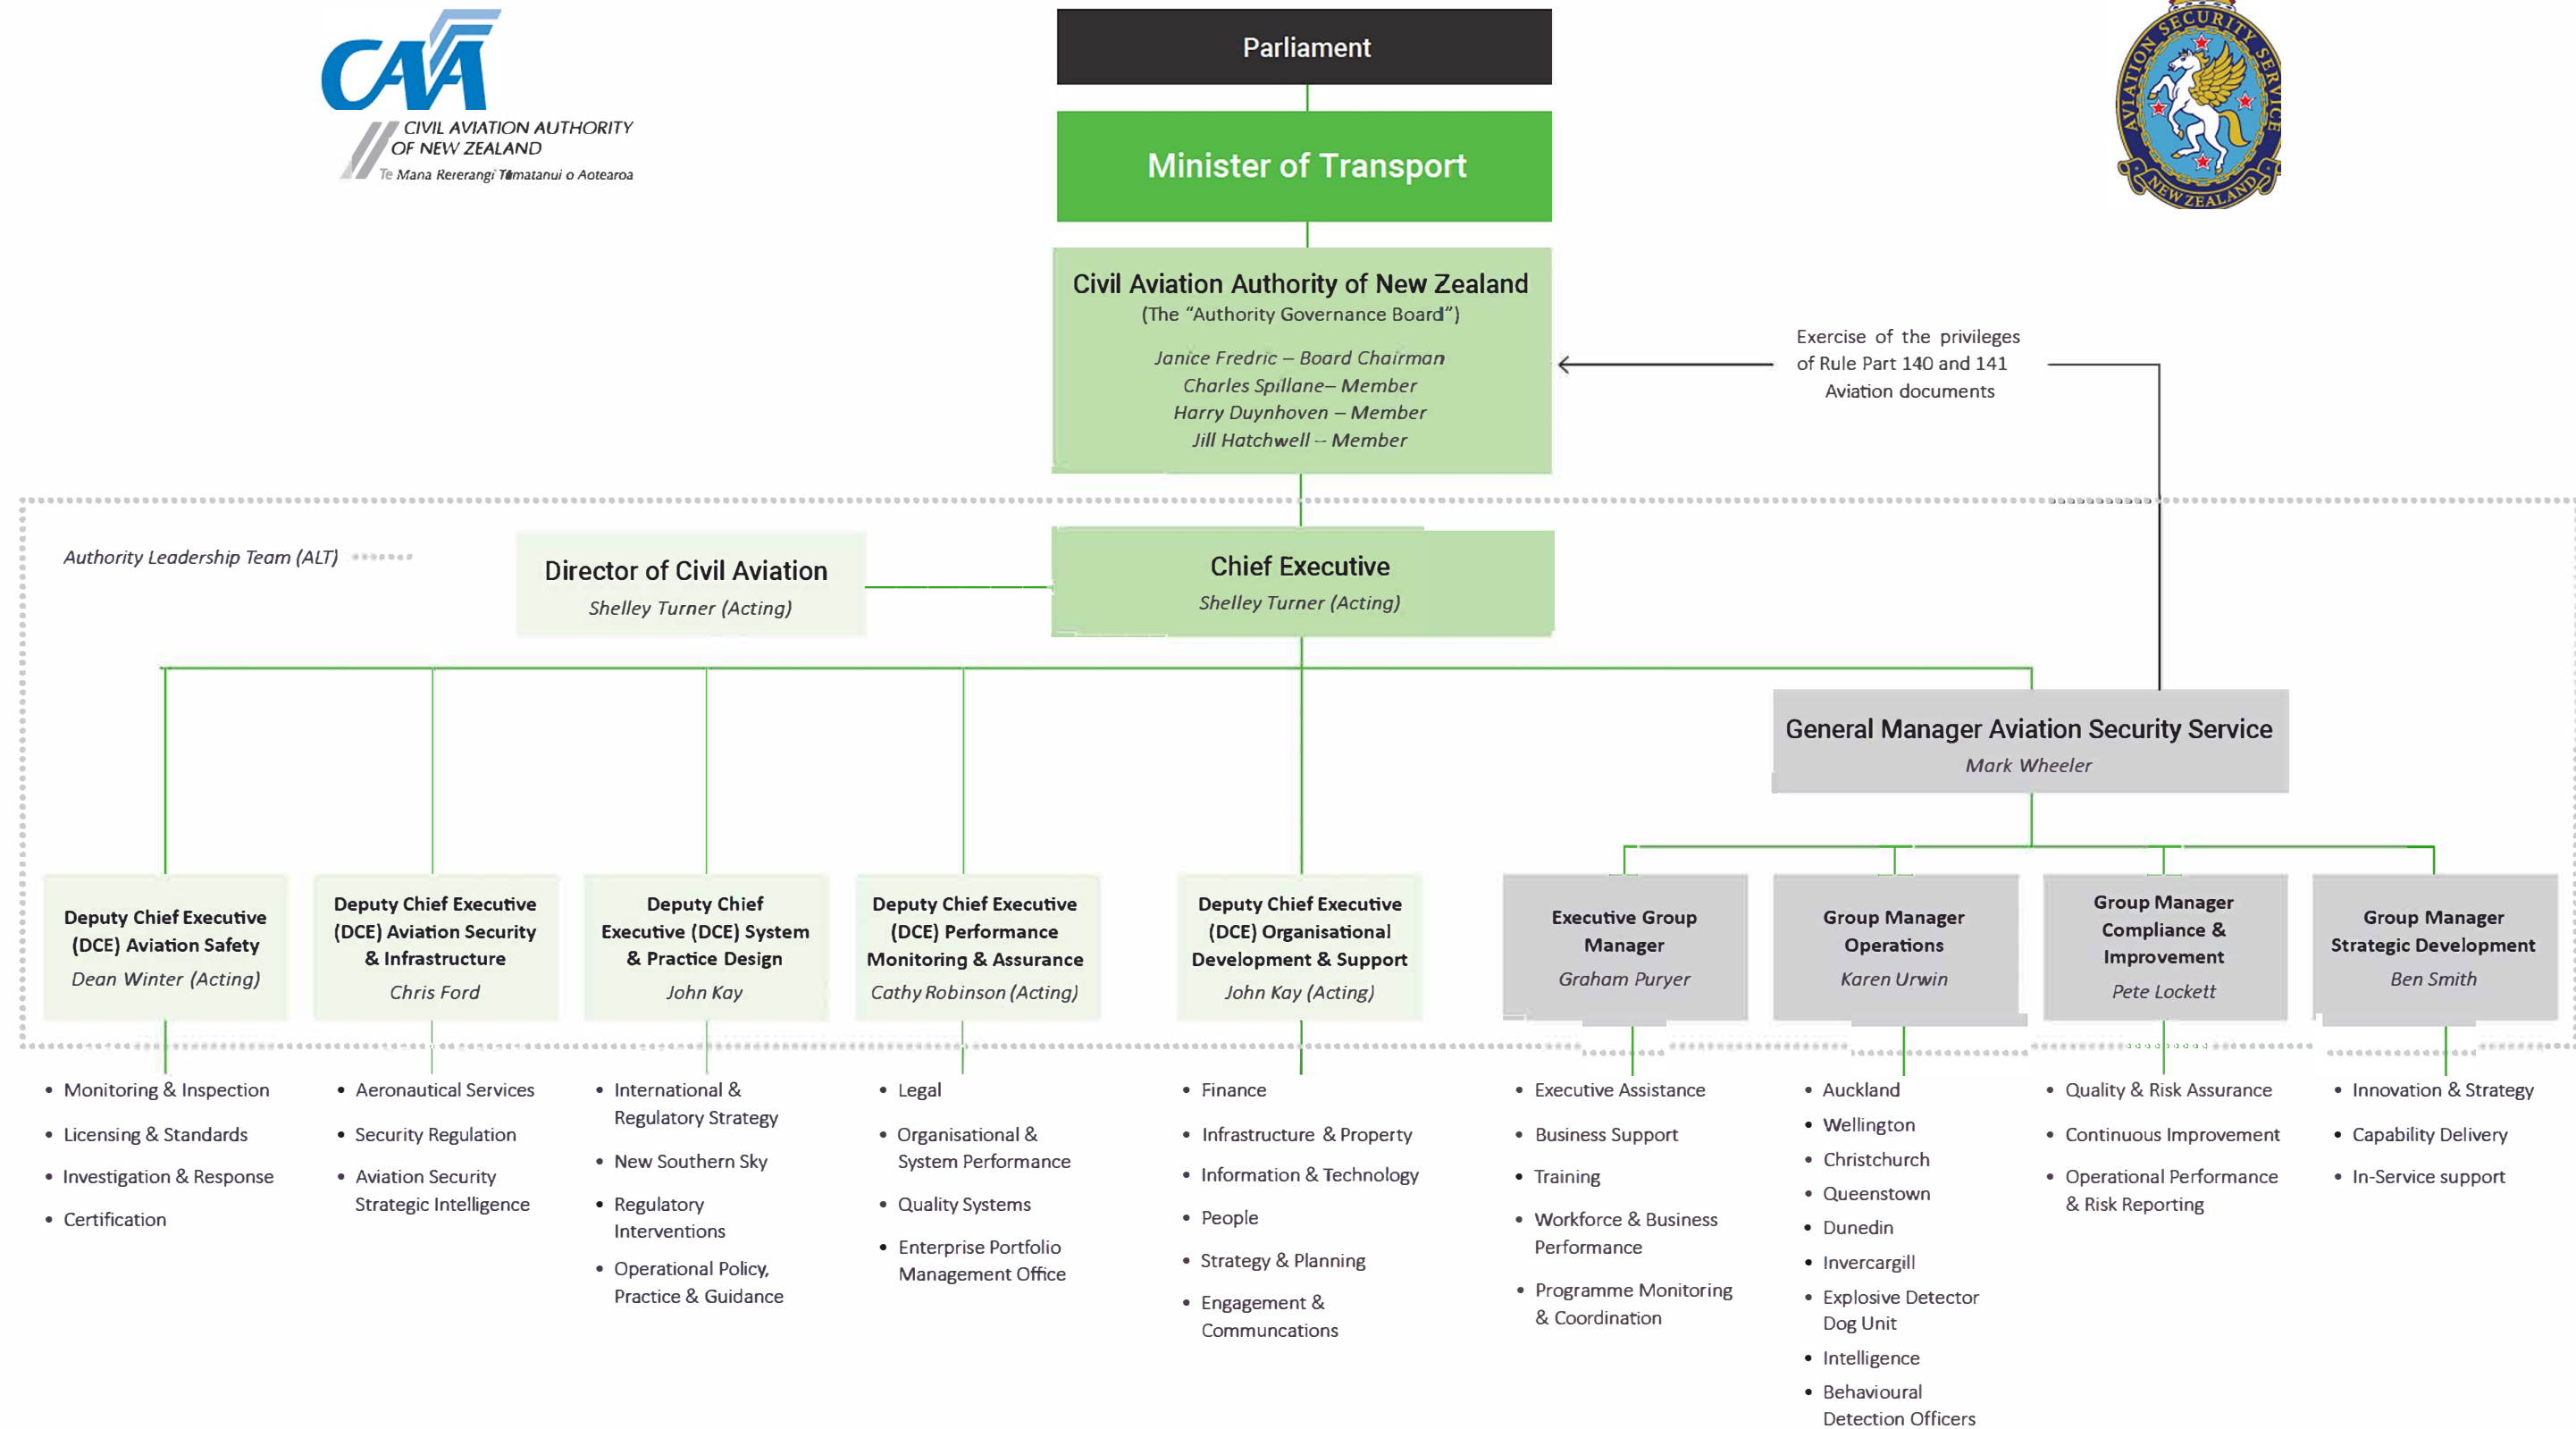 CAA
CIVIL AVIATION AUTHORITY
OF NEW ZEALAND
Te Mana Rererangi Tūmatanui o Aotearoa
Parliament
Minister of Transport
AVIATION SECURITY SERVICE
NEW ZEALAND
Civil Aviation Authority of New Zealand
(The “Authority Governance Board”)
Janice Fredric – Board Chairman
Charles Spillane– Member
Harry Duynhoven – Member
Jill Hatchwell – Member
Exercise of the privileges
of Rule Part 140 and 141
Aviation documents
Authority Leadership Team (ALT)
Director of Civil Aviation
Shelley Turner (Acting)
Chief Executive
Shelley Turner (Acting)
General Manager Aviation Security Service
Mark Wheeler
Deputy Chief Executive
(DCE) Aviation Safety
Dean Winter (Acting)
Deputy Chief Executive
(DCE) Aviation Security
& Infrastructure
Chris Ford
Deputy Chief
Executive (DCE) System
& Practice Design
John Kay
Deputy Chief Executive
(DCE) Performance
Monitoring & Assurance
Cathy Robinson (Acting)
Deputy Chief Executive
(DCE) Organisational
Development & Support
John Kay (Acting)
Executive Group
Manager
Graham Puryer
Group Manager
Operations
Karen Urwin
Group Manager
Compliance &
Improvement
Pete Lockett
Group Manager
Strategic Development
Ben Smith
• Monitoring & Inspection
• Licensing & Standards
• Investigation & Response
• Certification
• Aeronautical Services
• Security Regulation
• Aviation Security
Strategic Intelligence
• International &
Regulatory Strategy
• New Southern Sky
• Regulatory
Interventions
• Operational Policy,
Practice & Guidance
• Legal
• Organisational &
System Performance
• Quality Systems
• Enterprise Portfolio
Management Office
• Finance
• Infrastructure & Property
• Information & Technology
• People
• Strategy & Planning
• Engagement &
Communcations
• Executive Assistance
• Business Support
• Training
• Workforce & Business
Performance
• Programme Monitoring
& Coordination
• Auckland
• Wellington
• Christchurch
• Queenstown
• Dunedin
• Invercargill
• Explosive Detector
Dog Unit
• Intelligence
• Behavioural
Detection Officers
• Quality & Risk Assurance
• Continuous Improvement
• Operational Performance
& Risk Reporting
• Innovation & Strategy
• Capability Delivery
• In-Service support